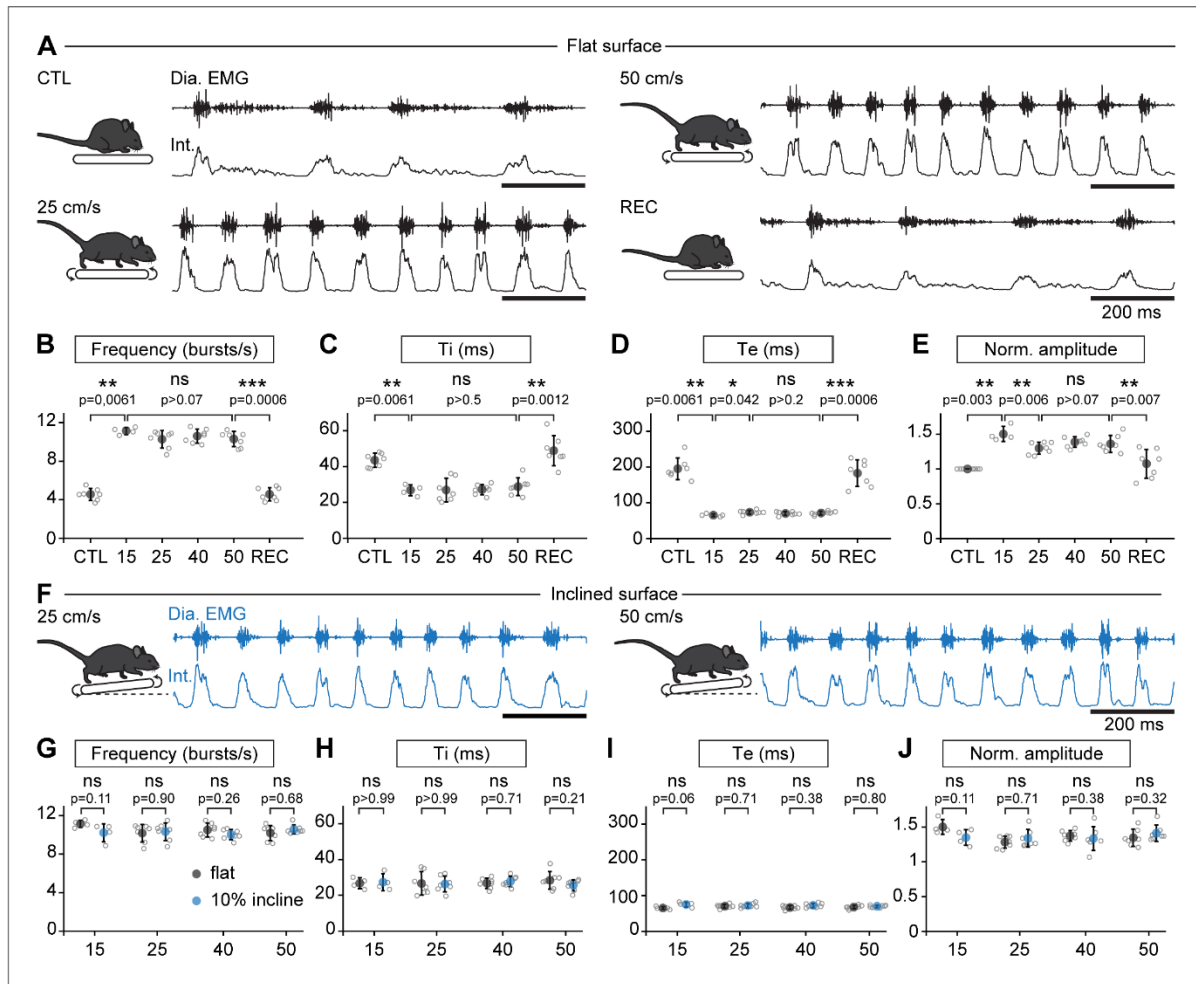 A Flat surface
CTL Dia. EMG 50 cm/s
Int.
25 cm/s REC
200 ms
B Frequency (bursts/s) C Ti (ms) D Te (ms) E Norm. amplitude
** ns *** ** ns ** ** * ns *** ** ** ns **
p=0,0061 p>0.07 p=0.0006 p=0.0061 p>0.5 p=0.0012 p=0.0061 p=0.042 p>0.2 p=0.0006 p=0.003 p=0.006 p>0.07 p=0.007
12 60 300 1.5
8 40 200 1
4 20 100 0.5
0 0 0 0
CTL 15 25 40 50 REC CTL 15 25 40 50 REC CTL 15 25 40 50 REC CTL 15 25 40 50 REC
F Inclined surface
25 cm/s Dia. EMG 50 cm/s
Int.
200 ms
G Frequency (bursts/s) H Ti (ms) I Te (ms) J Norm. amplitude
ns ns ns ns ns ns ns ns ns ns ns ns ns ns ns ns
p=0.11 p=0.90 p=0.26 p=0.68 p>0.99 p>0.99 p=0.71 p=0.21 p=0.06 p=0.71 p=0.38 p=0.80 p=0.11 p=0.71 p=0.38 p=0.32
12 60 300 1.5
9 40 200 1
6 flat 20 100 0.5
3 10% incline
0 0 0 0
15 25 40 50 15 25 40 50 15 25 40 50 15 25 40 50